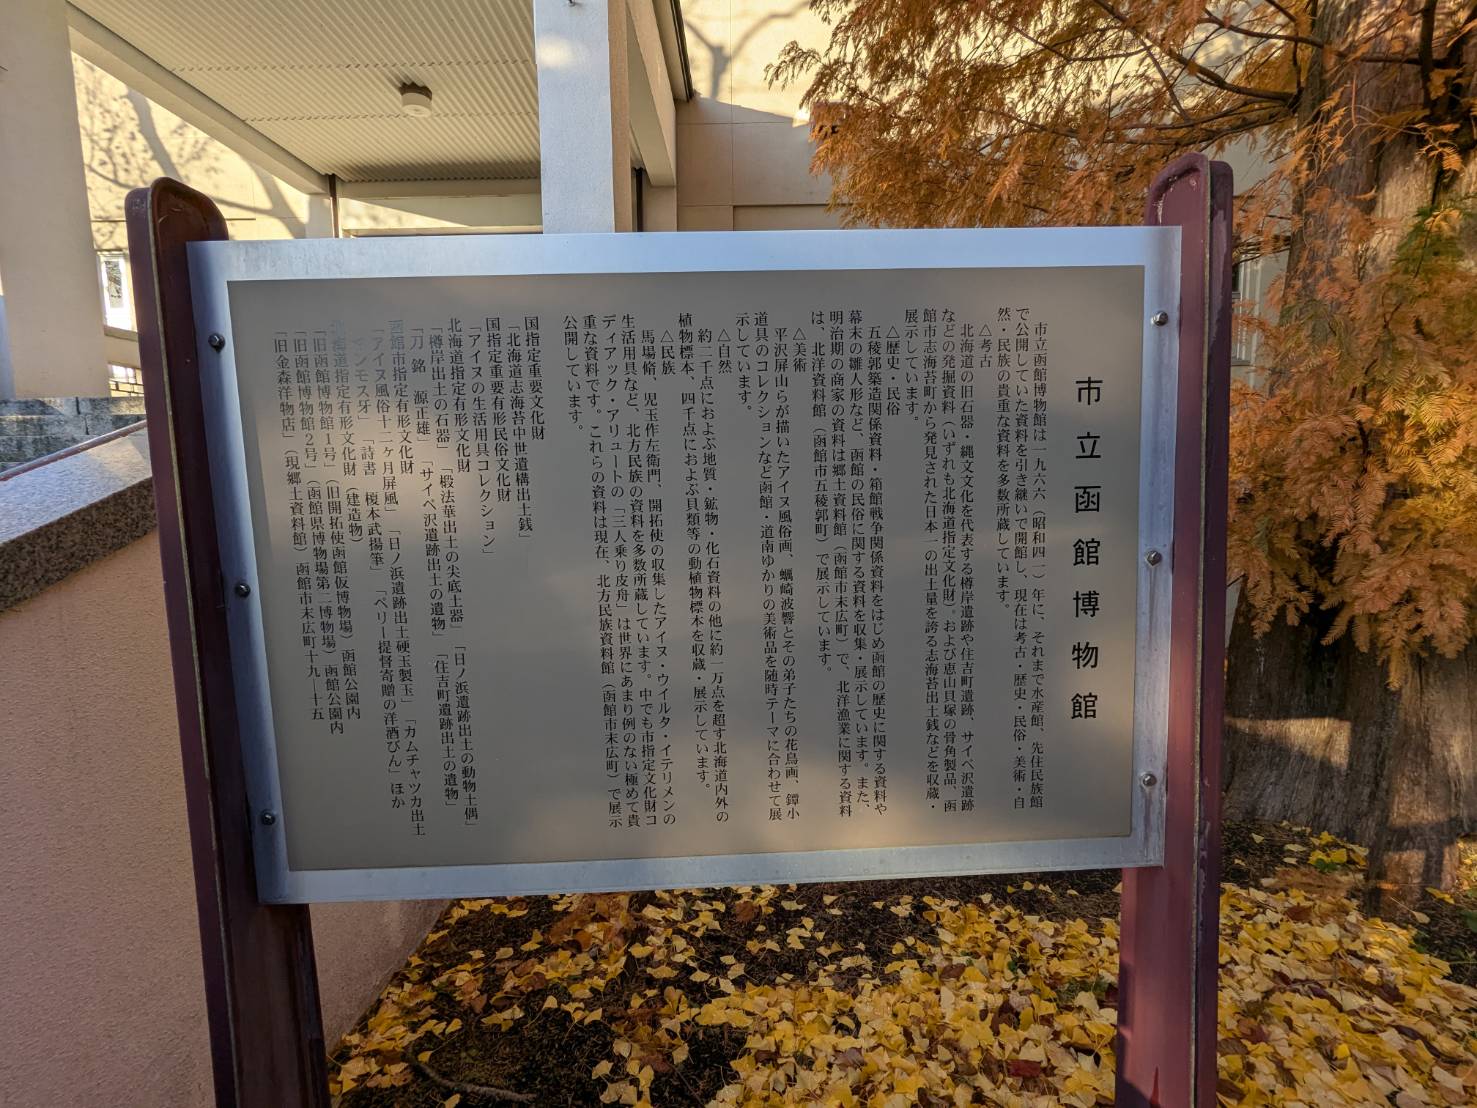 市立函館博物館
市立函館博物館は一九六六（昭和四一）年に、それまで水産館、先住民族館
で公開していた資料を引き継いで開館し、現在は考古・歴史・民俗・美術・自
然・民族の貴重な資料を多数所蔵しています。
△考古
北海道の旧石器・縄文文化を代表する樽岸遺跡や住吉町遺跡、サイベ沢遺跡
などの発掘資料（いずれも北海道指定文化財）。および恵山貝塚の骨角製品、函
館市志海苔町から発見された日本一の出土量を誇る志海苔出土銭などを収蔵・
展示しています。
△歴史・民俗
五稜郭築造関係資料・箱館戦争関係資料をはじめ函館の歴史に関する資料や
幕末の雛人形など、函館の民俗に関する資料を収集・展示しています。また、
明治期の商家の資料は郷土資料館（函館市末広町）で、北洋漁業に関する資料
は、北洋資料館（函館市五稜郭町）で展示しています。
△美術
平沢屏山らが描いたアイヌ風俗画、蠣崎波響とその弟子たちの花鳥画、鐔小
道具のコレクションなど函館・道南ゆかりの美術品を随時テーマに合わせて展
示しています。
△自然
約二千点におよぶ地質・鉱物・化石資料の他に約一万点を超す北海道内外の
植物標本、四千点におよぶ貝類等の動植物標本を収蔵・展示しています。
△民族
馬場脩、児玉作左衛門、開拓使の収集したアイヌ・ウイルタ・イテリメンの
生活用具など、北方民族の資料を多数所蔵しています。中でも市指定文化財コ
ディアック・アリュートの「三人乗り皮舟」は世界にあまり例のない極めて貴
重な資料です。これらの資料は現在、北方民族資料館（函館市末広町）で展示
公開しています。
国指定重要文化財
「北海道志海苔中世遺構出土銭」
国指定重要有形民俗文化財
「アイヌの生活用具コレクション」
北海道指定有形文化財
「樽岸出土の石器」「椴法華出土の尖底土器」「日ノ浜遺跡出土の動物土偶」
「刀 銘 源正雄」「サイベ沢遺跡出土の遺物」「住吉町遺跡出土の遺物」
函館市指定有形文化財
「アイヌ風俗十二ヶ月屏風」「日ノ浜遺跡出土硬玉製玉」「カムチャツカ出土
マンモス牙」「詩書 榎本武揚筆」「ペリー提督寄贈の洋酒びん」ほか
北海道指定有形文化財（建造物）
「旧函館博物館１号」（旧開拓使函館仮博物場）函館公園内
「旧函館博物館２号」（函館県博物場第二博物場）函館公園内
「旧金森洋物店」（現郷土資料館）函館市末広町十九―十五